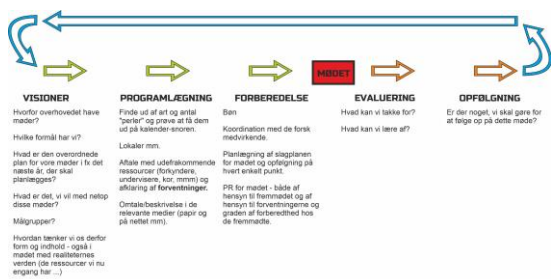 MØDET
VISIONER
Hvorfor overhovedet have
møder?
Hvilke formål har vi?
Hvad er den overordnede
plan for vore møder i fx det
næste år, der skal
planlægges?
Hvad er det, vi vil med netop
disse møder?
Målgrupper?
Hvordan tænker vi os derfor
form og indhold - også i
mødet med realiteternes
verden (de ressourcer vi nu
engang har ...)
PROGRAMLÆGNING
Finde ud af art og antal
"perler" og prøve at få dem
ud på kalender-snoren.
Lokaler mm.
Aftale med udefrakommende
ressourcer (forkyndere,
undervisere, kor, mmm) og
afklaring af forventninger.
Omtale/beskrivelse i de
relevante medier (papir og
på nettet mm).
FORBEREDELSE
Bøn
Koordination med de forsk
medvirkende.
Planlægning af slagplanen
for mødet og opfølgning på
hvert enkelt punkt.
PR for mødet - både af
hensyn til fremmødet og af
hensyn til forventningerne og
graden af forberedthed hos
de fremmødte.
EVALUERING
Hvad kan vi takke for?
Hvad kan vi lære af?
OPFØLGNING
Er der noget, vi skal gøre for
at følge op på dette møde?